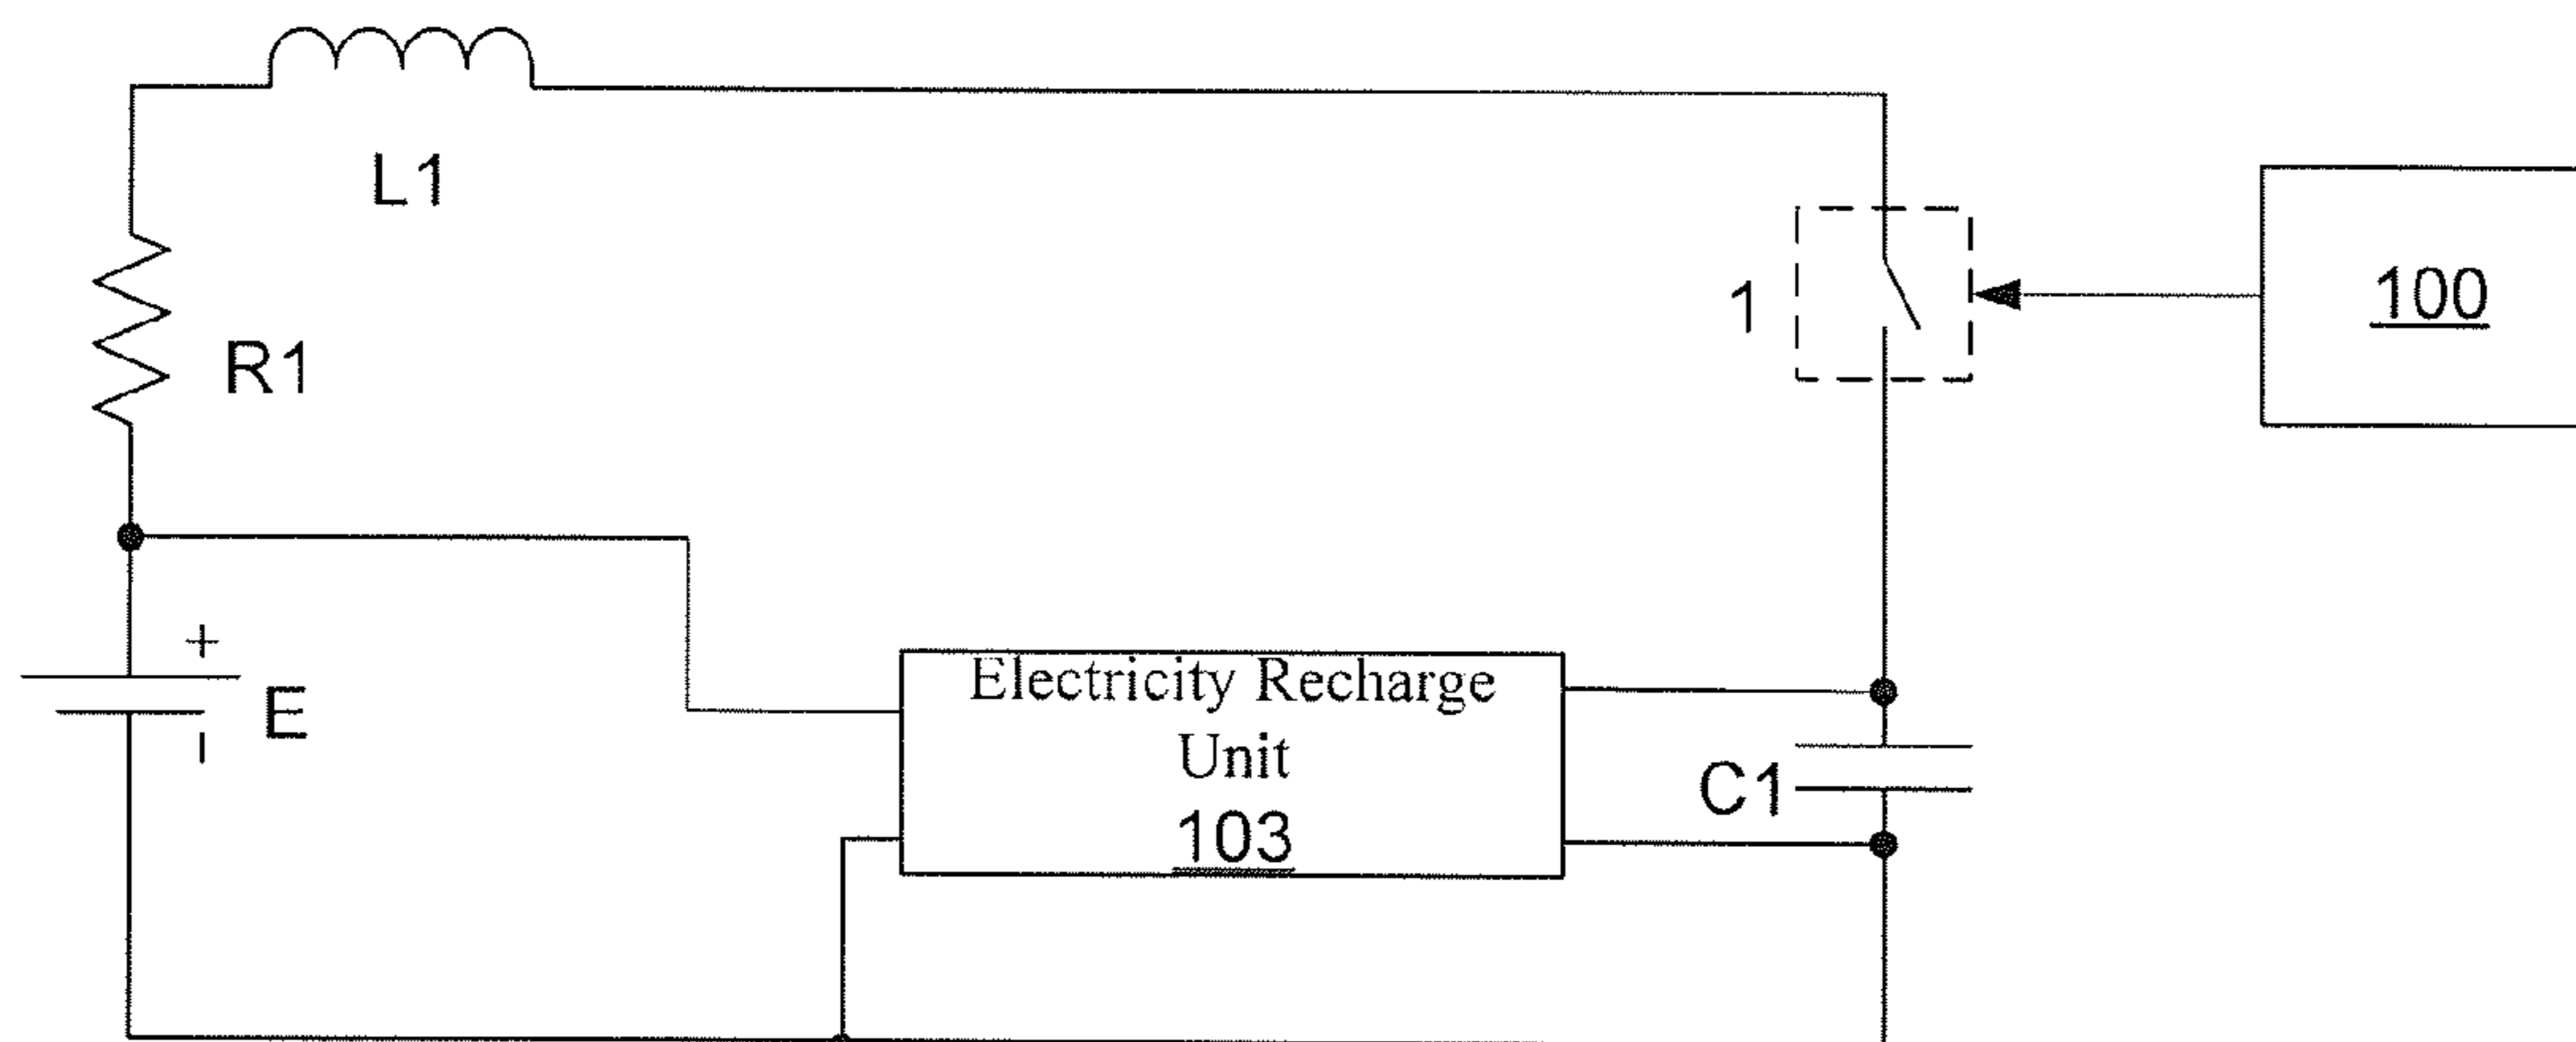 L1
1
100
R1
+
E
-
Electricity Recharge
Unit
103
C1